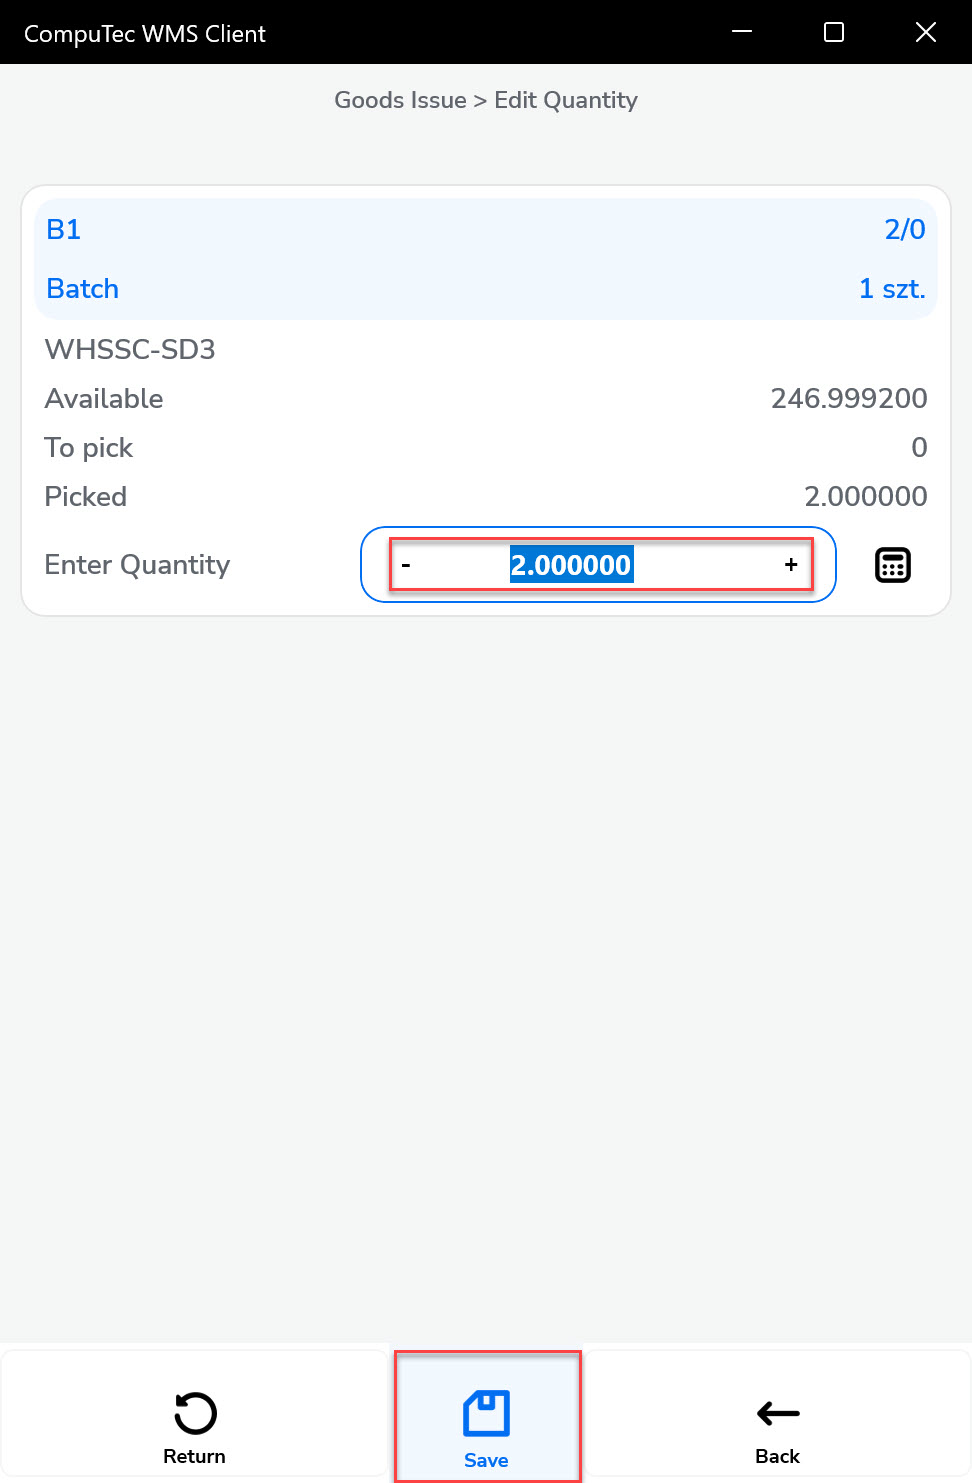 CompuTec WMS Client
Goods Issue > Edit Quantity
B1 2/0
Batch 1 szt.
WHSSC-SD3
Available 246.999200
To pick 0
Picked 2.000000
Enter Quantity - 2.000000 +
Return Save Back